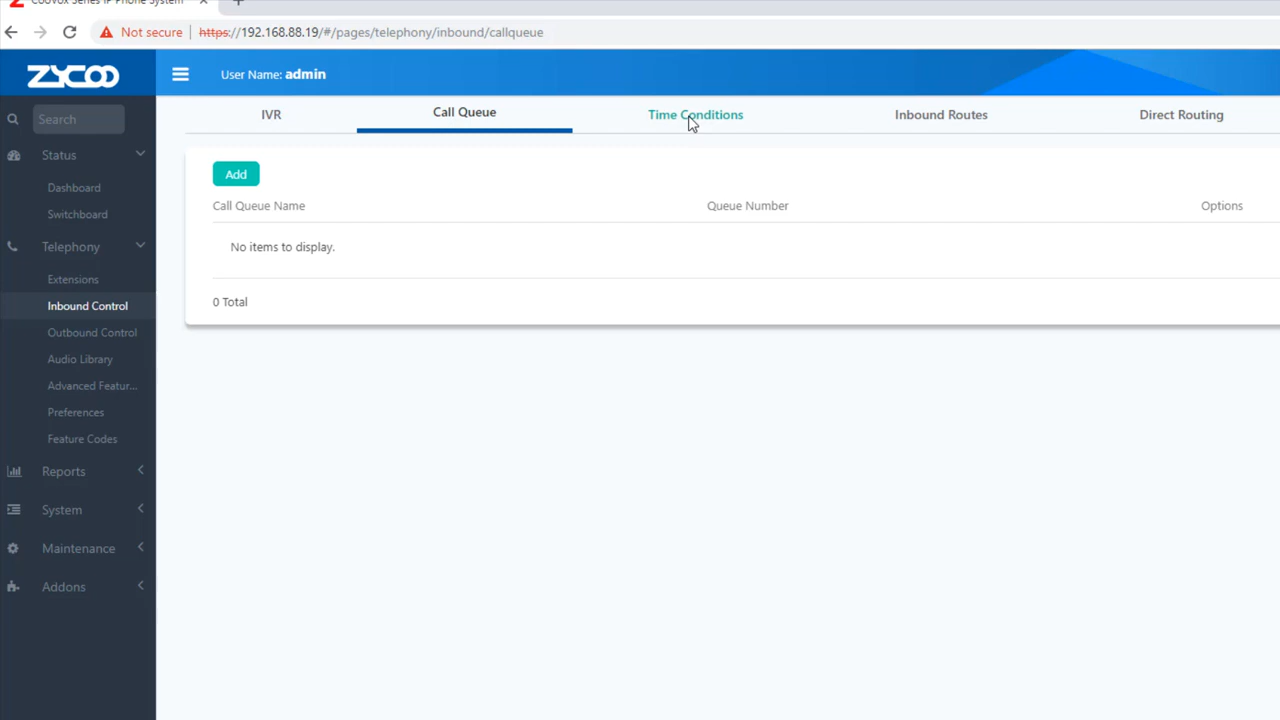 CooVox Series IP Phone System
Not secure https://192.168.88.19/#/pages/telephony/inbound/callqueue
ZYCOO
User Name: admin
Search
Status
Dashboard
Switchboard
Telephony
Extensions
Inbound Control
Outbound Control
Audio Library
Advanced Featur...
Preferences
Feature Codes
Reports
System
Maintenance
Addons
IVR Call Queue Time Conditions Inbound Routes Direct Routing
Add
Call Queue Name Queue Number Options
No items to display.
0 Total